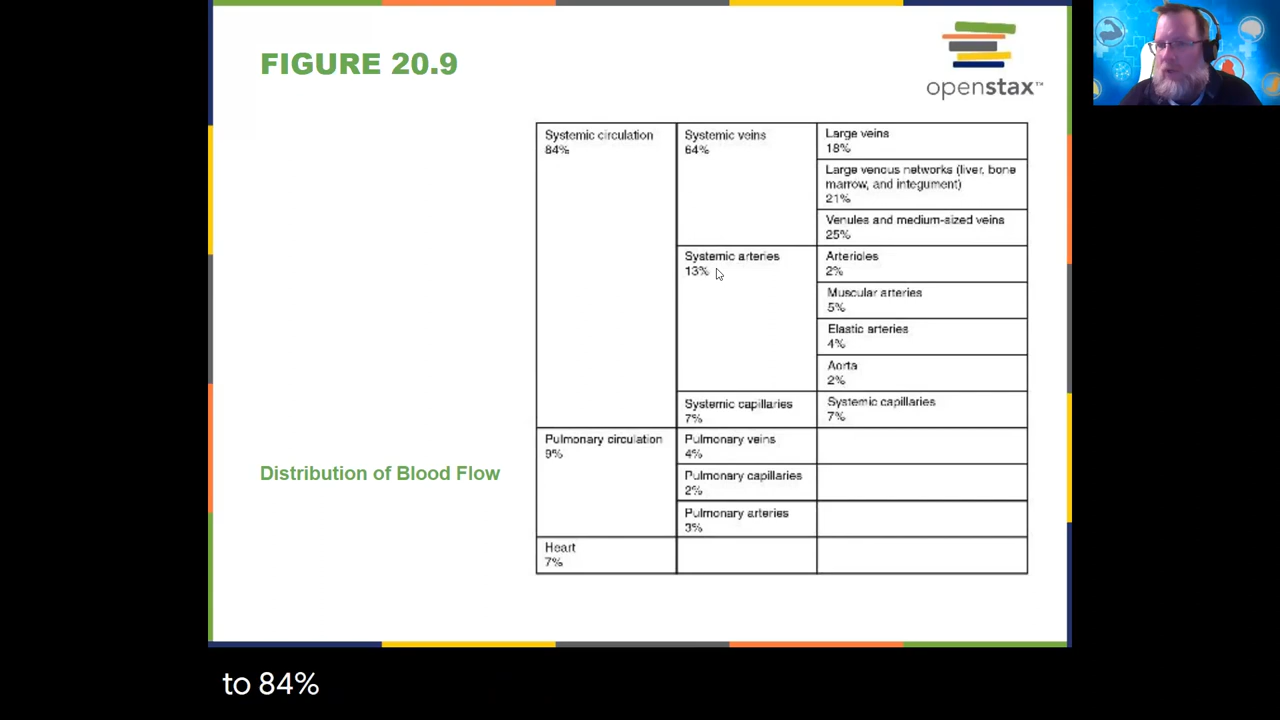 FIGURE 20.9
openstax™
Systemic circulation
84%
Systemic veins
64%
Large veins
18%
Large venous networks (liver, bone
marrow, and integument)
21%
Venules and medium-sized veins
25%
Systemic arteries
13%
Arterioles
2%
Muscular arteries
5%
Elastic arteries
4%
Aorta
2%
Systemic capillaries
7%
Systemic capillaries
7%
Pulmonary circulation
9%
Pulmonary veins
4%
Pulmonary capillaries
2%
Pulmonary arteries
3%
Heart
7%
Distribution of Blood Flow
to 84%